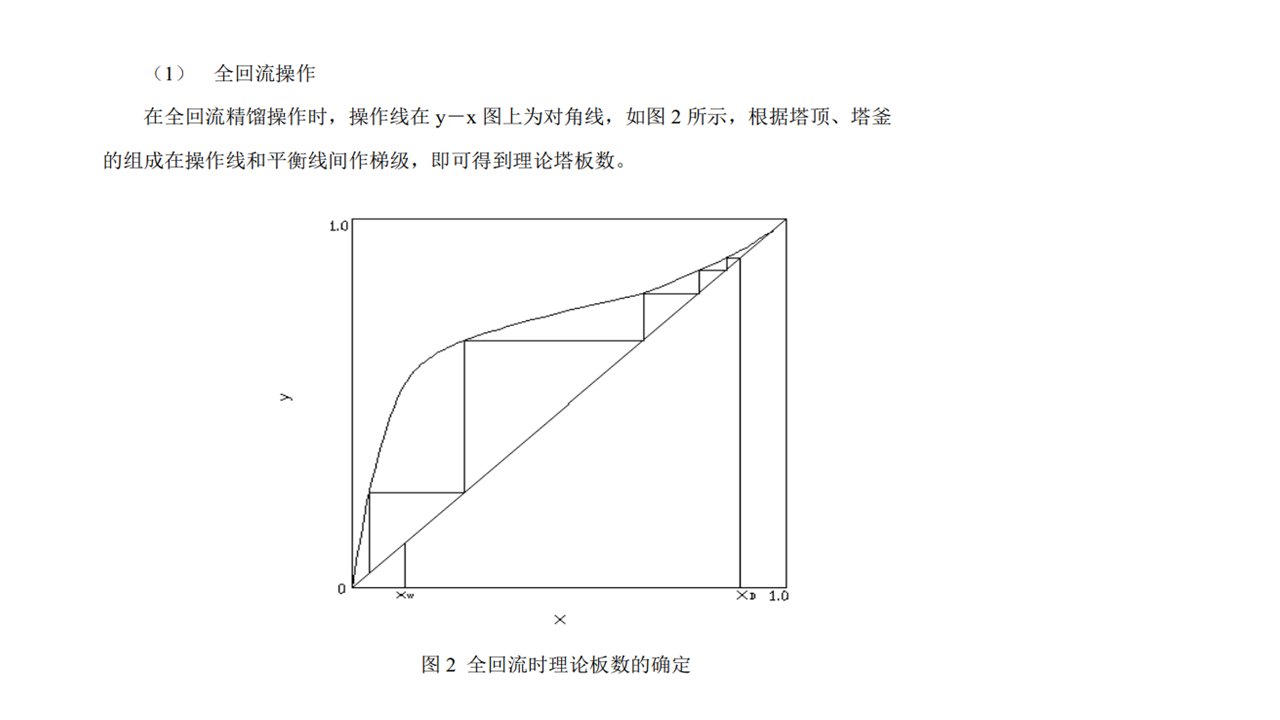 （1） 全回流操作
在全回流精馏操作时，操作线在 y－x 图上为对角线，如图 2 所示，根据塔顶、塔釜
的组成在操作线和平衡线间作梯级，即可得到理论塔板数。
1.0
y
0
Xw
XD
1.0
X
图 2 全回流时理论板数的确定